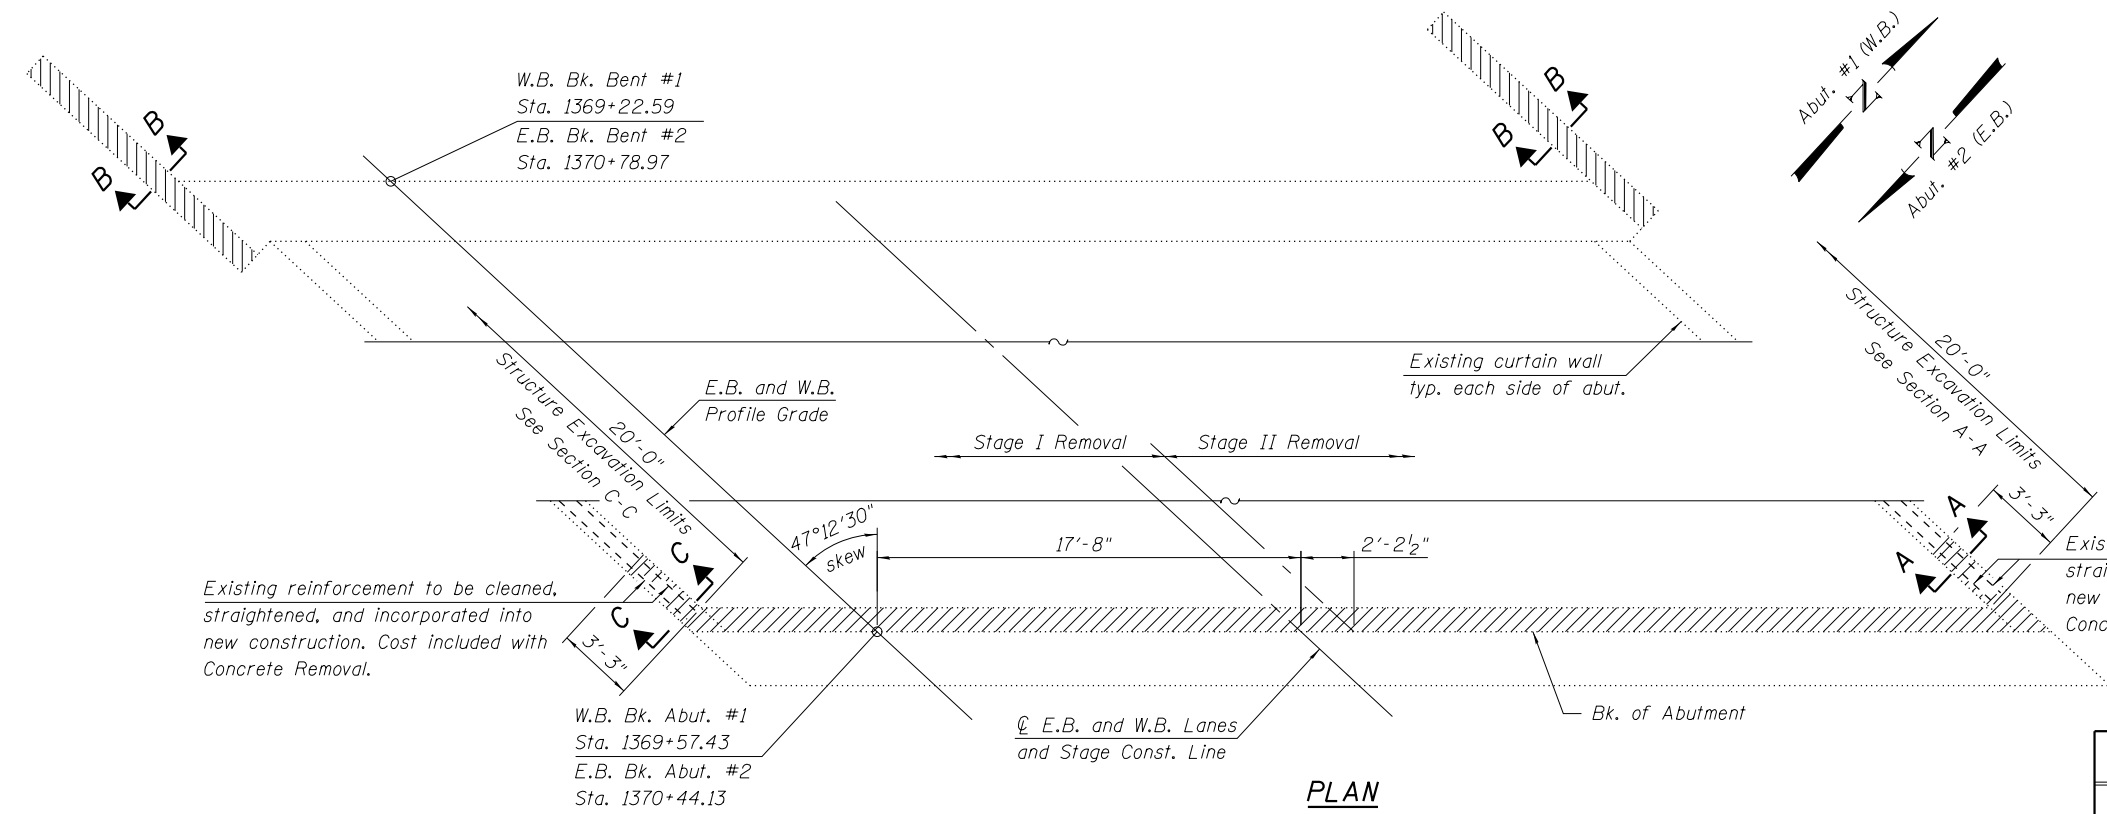 W.B. Bk. Bent #1
Sta. 1369+22.59
E.B. Bk. Bent #2
Sta. 1370+78.97
B
B
B
B
Abut. #1 (W.B.)
N
N
Abut. #2 (E.B.)
20'-0"
Structure Excavation Limits
See Section C-C
E.B. and W.B.
Profile Grade
Existing curtain wall
typ. each side of abut.
20'-0"
Structure Excavation Limits
See Section A-A
Stage I Removal
Stage II Removal
47°12'30"
skew
17'-8"
2'-2½"
3'-3"
A
A
C
C
3'-3"
Existing reinforcement to be cleaned,
straightened, and incorporated into
new construction. Cost included with
Concrete Removal.
Exis
strai
new
Conc
W.B. Bk. Abut. #1
Sta. 1369+57.43
E.B. Bk. Abut. #2
Sta. 1370+44.13
℄ E.B. and W.B. Lanes
and Stage Const. Line
Bk. of Abutment
PLAN